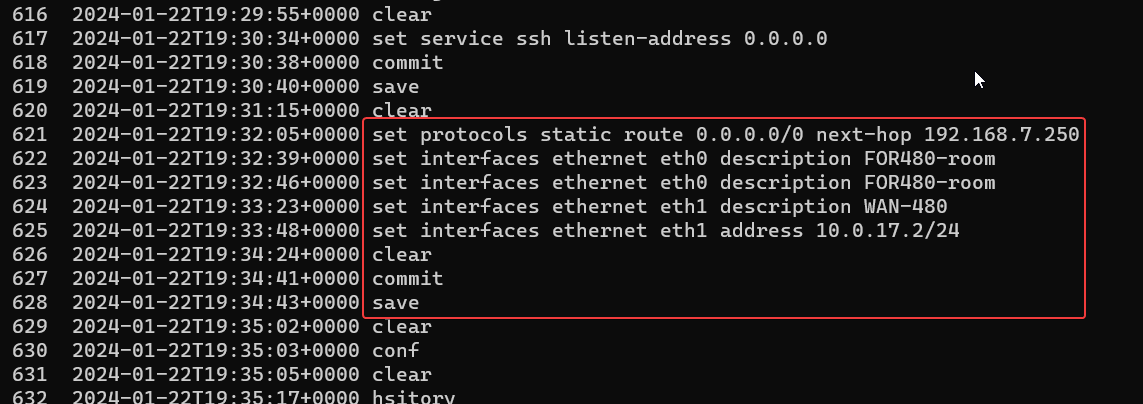 616 2024-01-22T19:29:55+0000 clear
617 2024-01-22T19:30:34+0000 set service ssh listen-address 0.0.0.0
618 2024-01-22T19:30:38+0000 commit
619 2024-01-22T19:30:40+0000 save
620 2024-01-22T19:31:15+0000 clear
621 2024-01-22T19:32:05+0000 set protocols static route 0.0.0.0/0 next-hop 192.168.7.250
622 2024-01-22T19:32:39+0000 set interfaces ethernet eth0 description FOR480-room
623 2024-01-22T19:32:46+0000 set interfaces ethernet eth0 description FOR480-room
624 2024-01-22T19:33:23+0000 set interfaces ethernet eth1 description WAN-480
625 2024-01-22T19:33:48+0000 set interfaces ethernet eth1 address 10.0.17.2/24
626 2024-01-22T19:34:24+0000 clear
627 2024-01-22T19:34:41+0000 commit
628 2024-01-22T19:34:43+0000 save
629 2024-01-22T19:35:02+0000 clear
630 2024-01-22T19:35:03+0000 conf
631 2024-01-22T19:35:05+0000 clear
632 2024-01-22T19:35:17+0000 hsitory